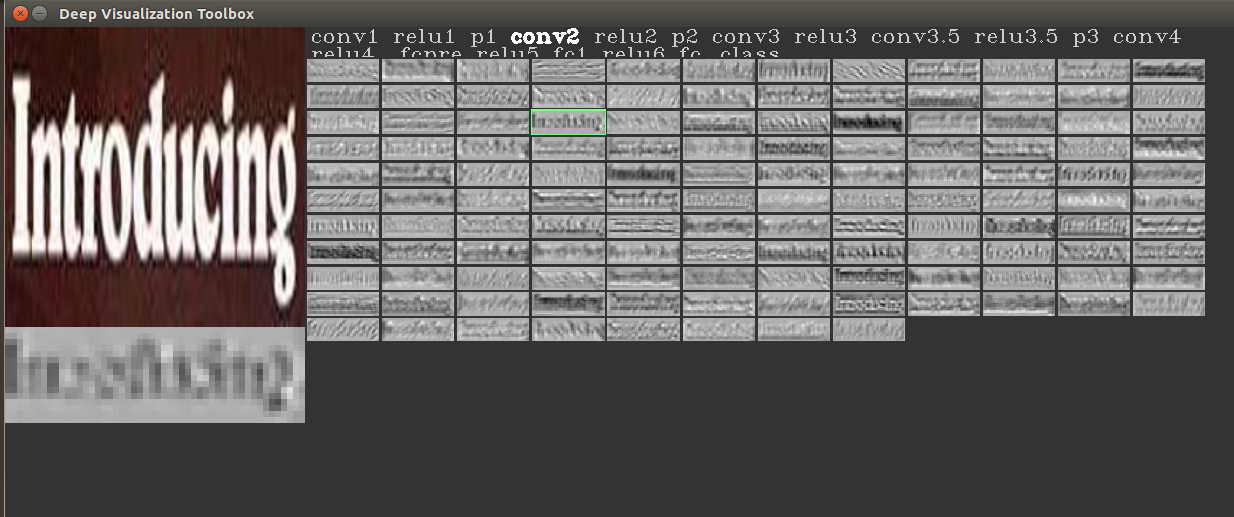 Deep Visualization Toolbox
conv1 relu1 p1 conv2 relu2 p2 conv3 relu3 conv3.5 relu3.5 p3 conv4
relu4 fcpre relu5 fc1 relu6 fc class
Introducing